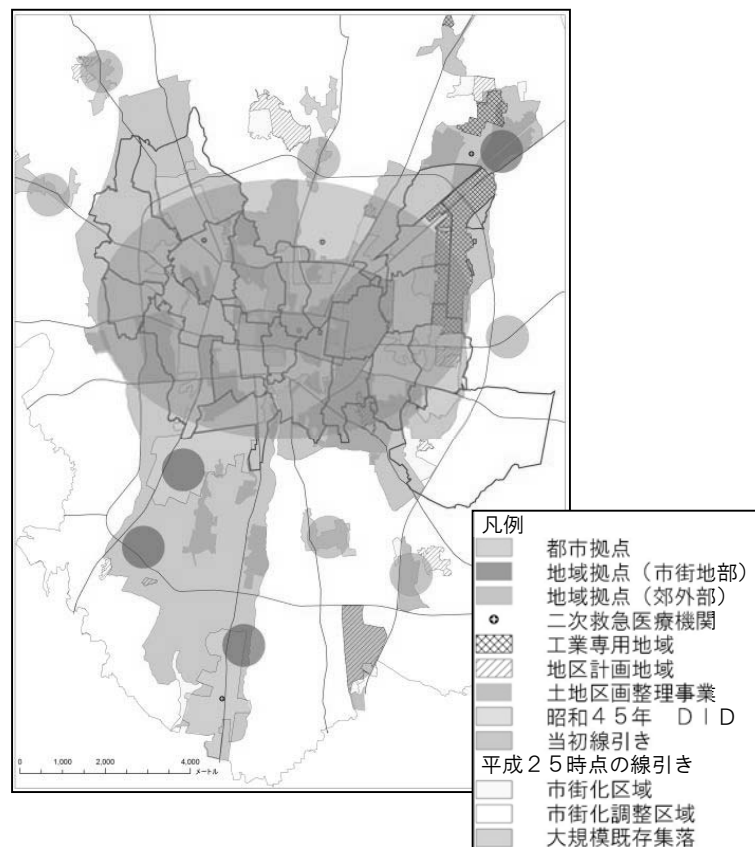 0 1,000 2,000 4,000
メートル
凡例
都市拠点
地域拠点（市街地部）
地域拠点（郊外部）
二次救急医療機関
工業専用地域
地区計画地域
土地区画整理事業
昭和４５年　ＤＩＤ
当初線引き
平成２５時点の線引き
市街化区域
市街化調整区域
大規模既存集落